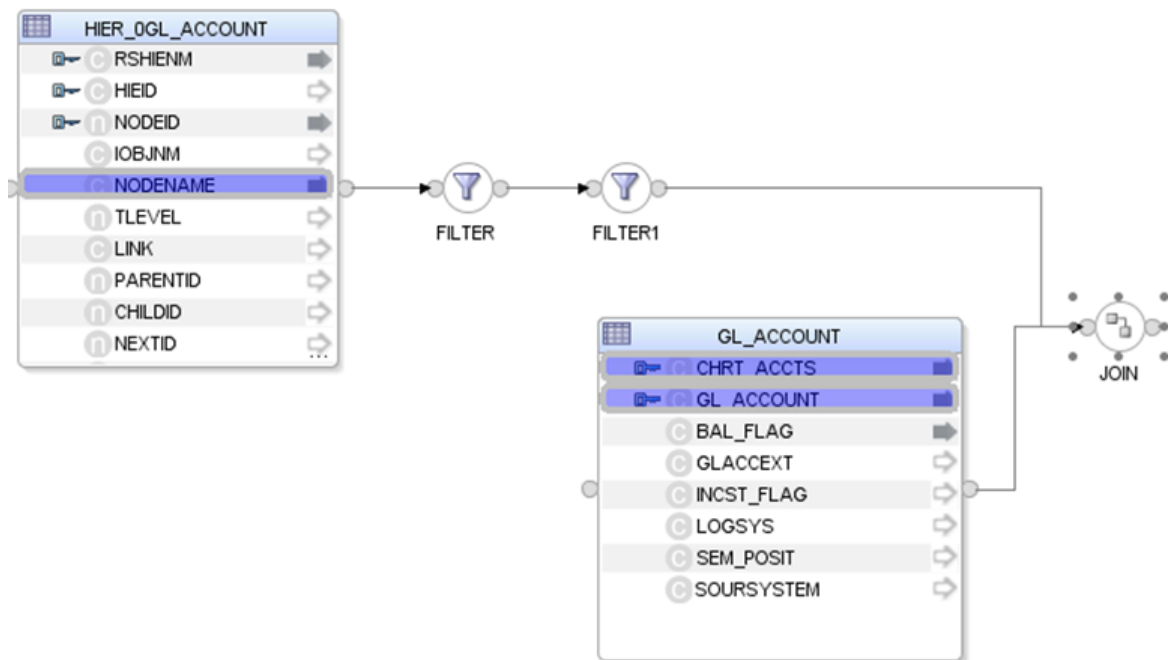 HIER_0GL_ACCOUNT
C RSHIENM
C HIEID
n NODEID
C IOBJNM
C NODENAME
n TLEVEL
C LINK
n PARENTID
n CHILDID
n NEXTID
...
FILTER
FILTER1
GL_ACCOUNT
C CHRT_ACCTS
C GL_ACCOUNT
C BAL_FLAG
C GLACCEXT
C INCST_FLAG
C LOGSYS
C SEM_POSIT
C SOURSYSTEM
JOIN